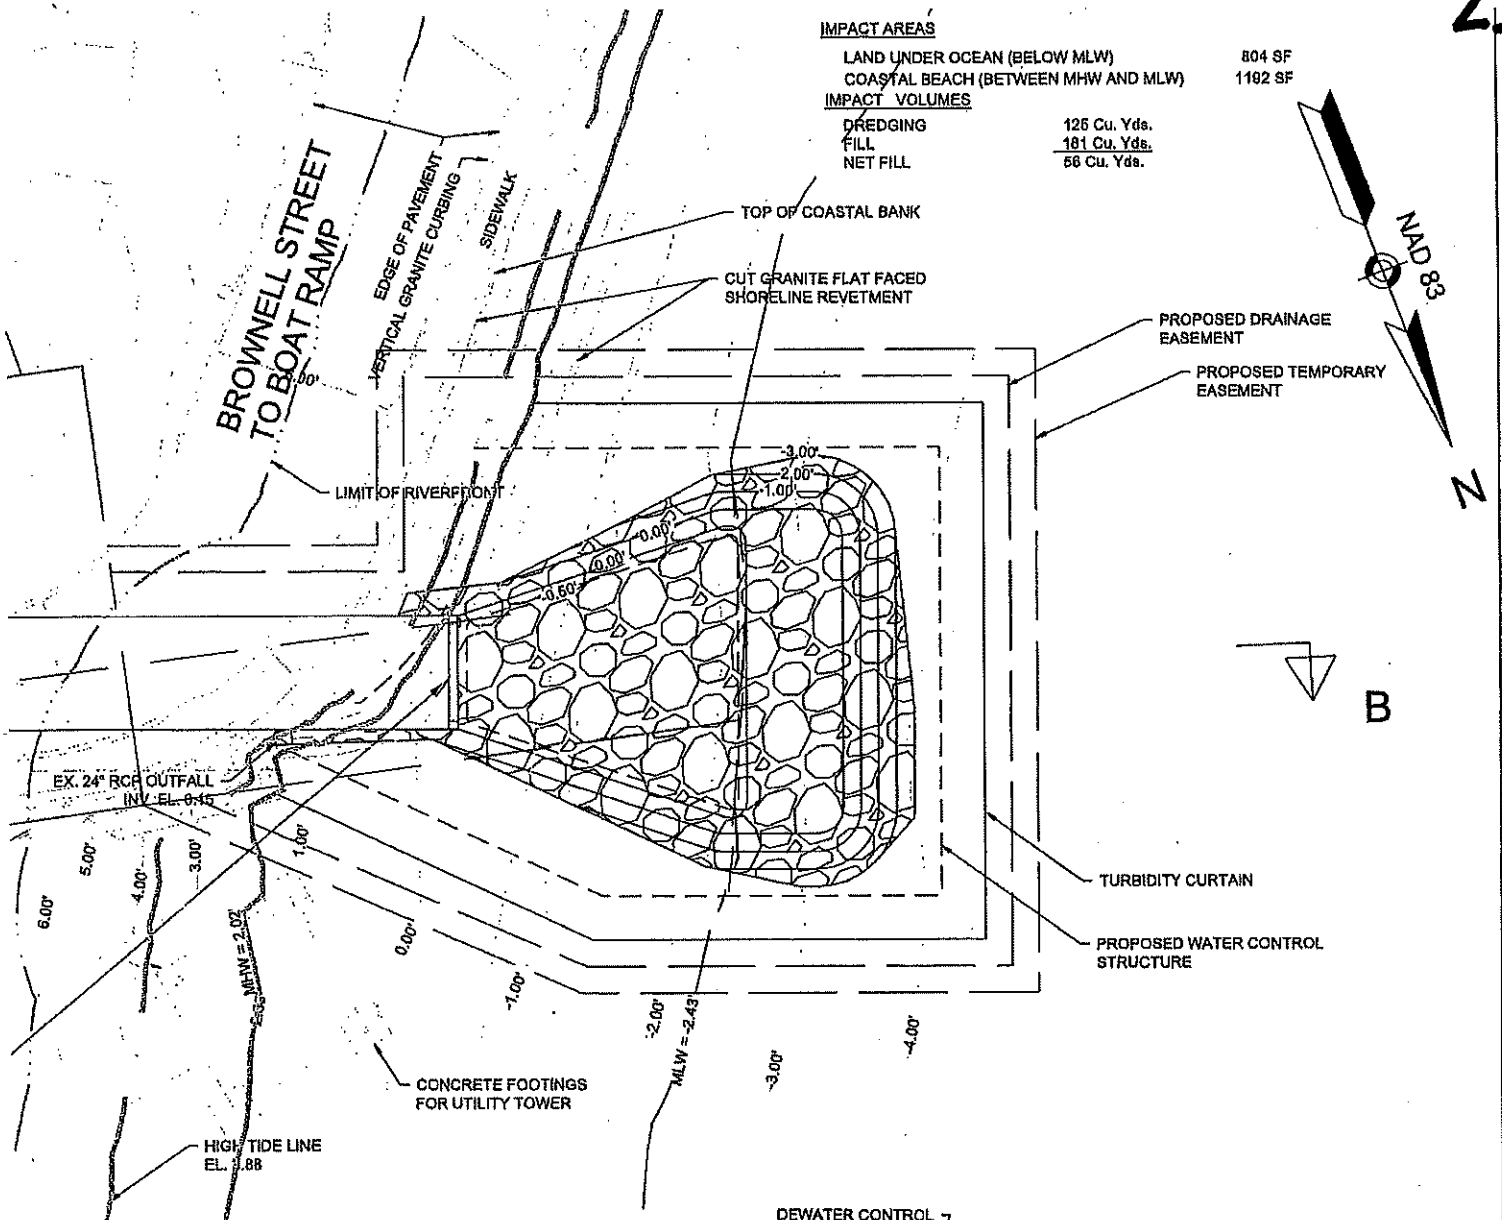 IMPACT AREAS
LAND UNDER OCEAN (BELOW MLW) 804 SF
COASTAL BEACH (BETWEEN MHW AND MLW) 1192 SF
IMPACT VOLUMES
DREDGING 125 Cu. Yds.
FILL 181 Cu. Yds.
NET FILL 56 Cu. Yds.
NAD 83
N
BROWNELL STREET
TO BOAT RAMP
EDGE OF PAVEMENT
VERTICAL GRANITE CURBING
SIDEWALK
TOP OF COASTAL BANK
CUT GRANITE FLAT FACED
SHORELINE REVETMENT
PROPOSED DRAINAGE
EASEMENT
PROPOSED TEMPORARY
EASEMENT
LIMIT OF RIVERFRONT
-3.00'
-2.00'
-1.00'
0.00'
0.00'
-0.50'
B
EX. 24" RCP OUTFALL
INV. EL. 0.15
6.00'
5.00'
4.00'
3.00'
1.00'
0.00'
-1.00'
-2.00'
-3.00'
-4.00'
MHW = 2.02'
MLW = -2.43'
TURBIDITY CURTAIN
PROPOSED WATER CONTROL
STRUCTURE
CONCRETE FOOTINGS
FOR UTILITY TOWER
HIGH TIDE LINE
EL.
DEWATER CONTROL